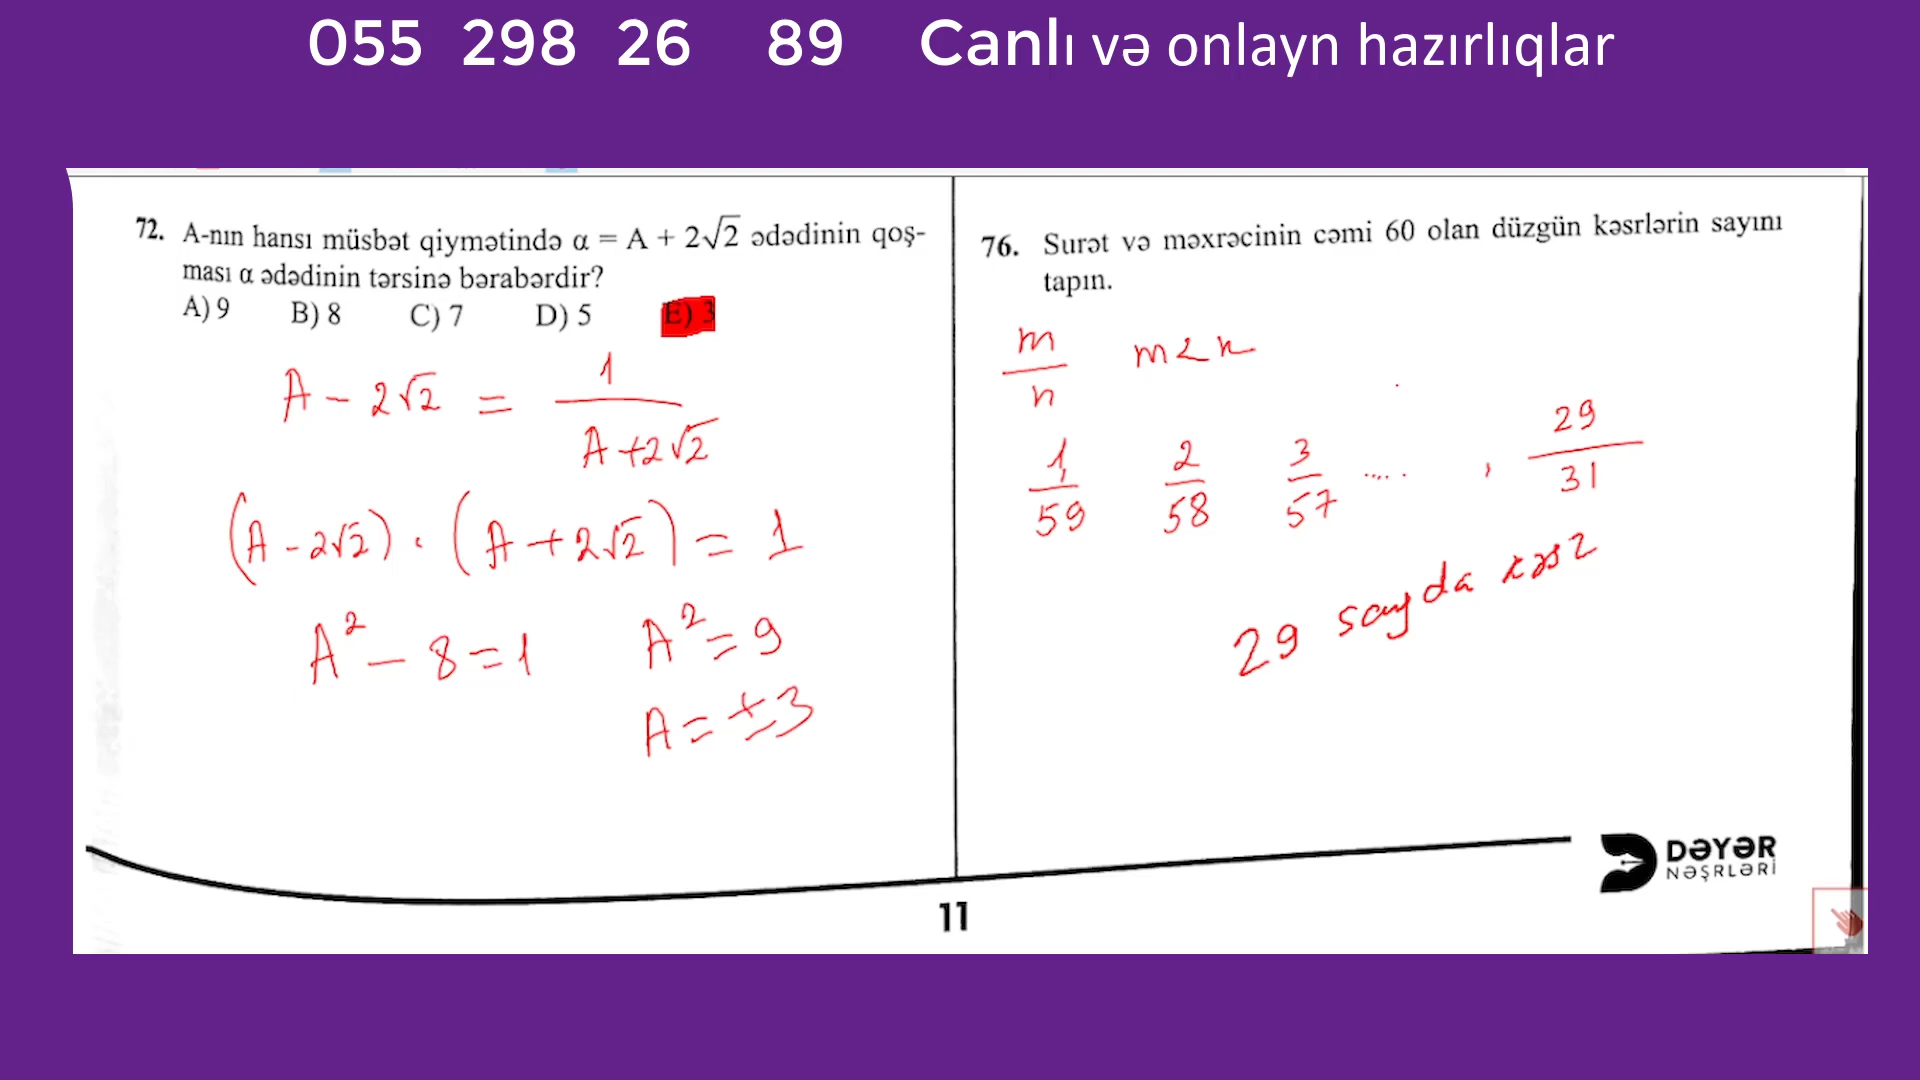 055 298 26 89 Canlı və onlayn hazırlıqlar
72. A-nın hansı müsbət qiymətində α = A + 2√2 ədədinin qoş-
ması α ədədinin tərsinə bərabərdir?
A) 9 B) 8 C) 7 D) 5 E) 3
A - 2√2 = 1/(A + 2√2)
(A - 2√2) · (A + 2√2) = 1
A² - 8 = 1 A² = 9
A = ±3
76. Surət və məxrəcinin cəmi 60 olan düzgün kəsrlərin sayını
tapın.
m/n m < n
1/59 2/58 3/57 ..... , 29/31
29 sayda kəsr
DƏYƏR
NƏŞRLƏRİ
11